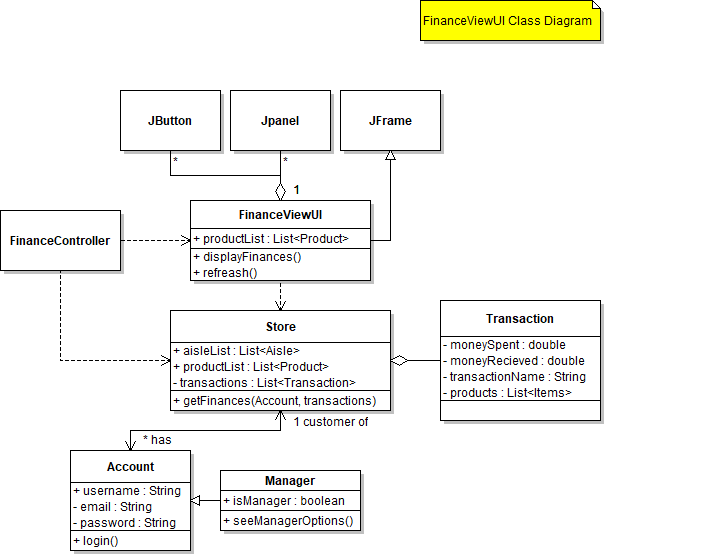 FinanceViewUI Class Diagram
JButton
Jpanel
JFrame
*
*
1
FinanceViewUI
+ productList : List<Product>
+ displayFinances()
+ refreash()
FinanceController
Store
+ aisleList : List<Aisle>
+ productList : List<Product>
- transactions : List<Transaction>
+ getFinances(Account, transactions)
Transaction
- moneySpent : double
- moneyRecieved : double
- transactionName : String
- products : List<Items>
1 customer of
* has
Account
+ username : String
- email : String
- password : String
+ login()
Manager
+ isManager : boolean
+ seeManagerOptions()